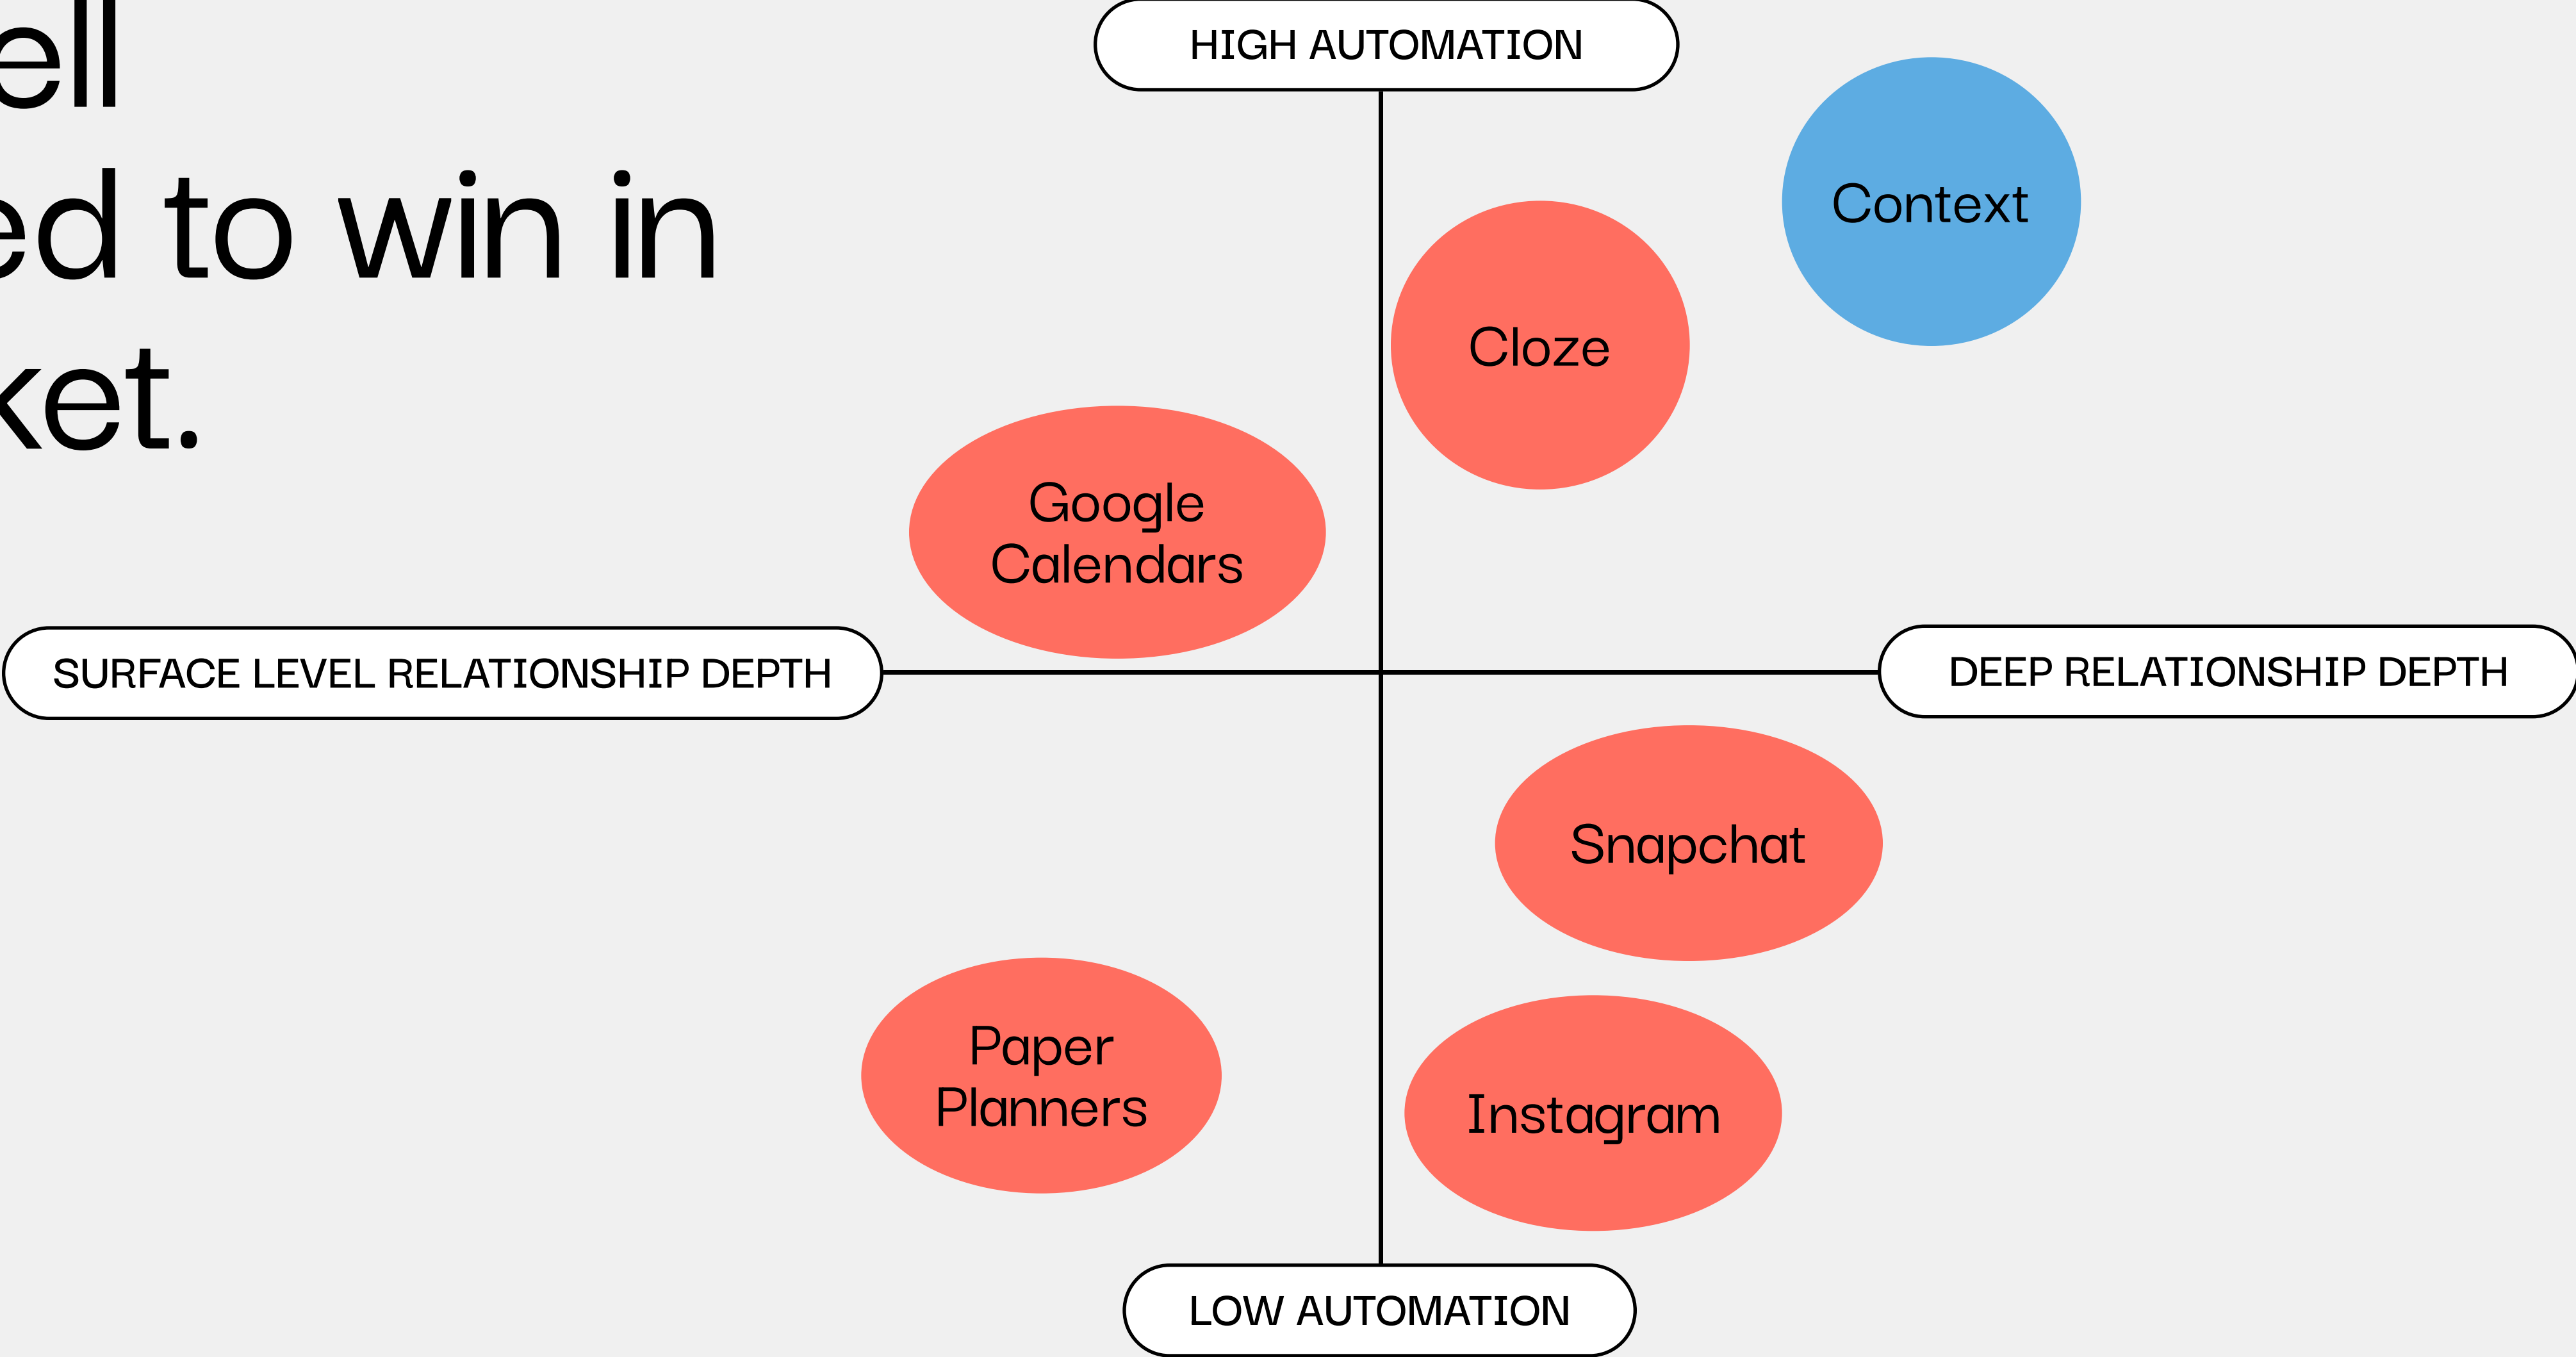 ell
ed to win in
ket.
HIGH AUTOMATION
Context
Cloze
Google
Calendars
SURFACE LEVEL RELATIONSHIP DEPTH
DEEP RELATIONSHIP DEPTH
Snapchat
Paper
Planners
Instagram
LOW AUTOMATION